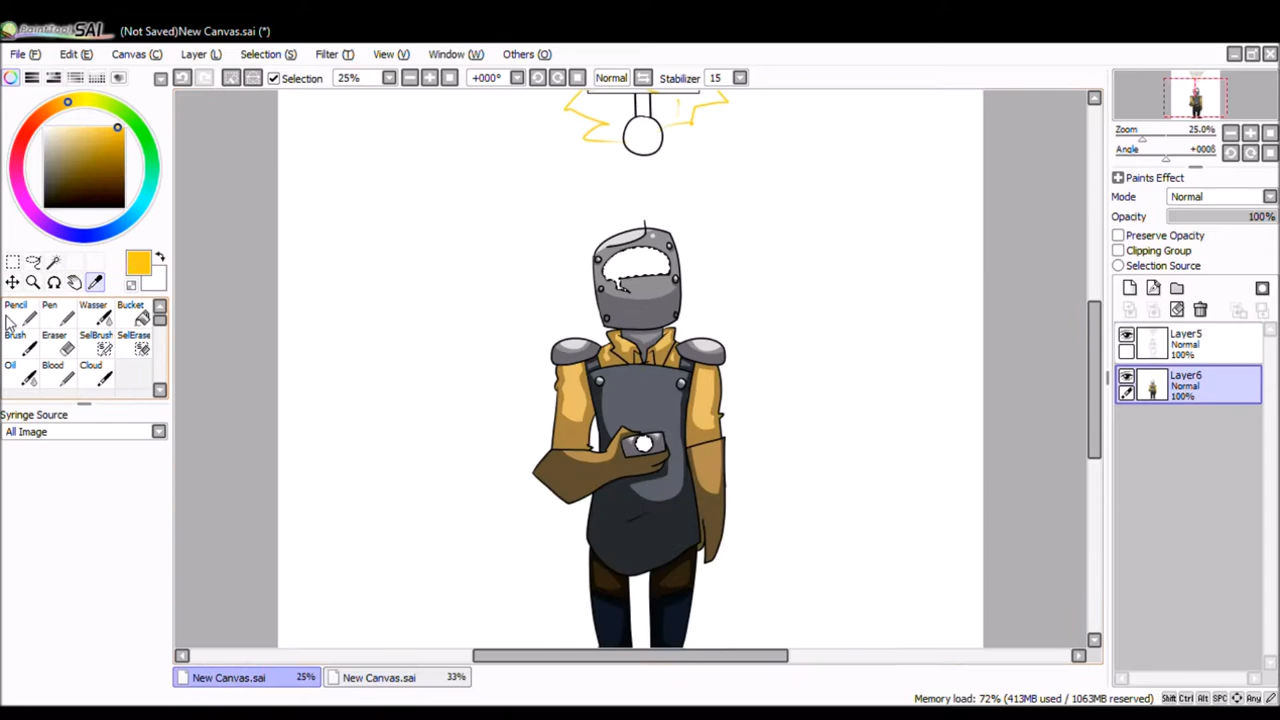 PaintTool SAI (Not Saved)New Canvas.sai (*)
File (F) Edit (E) Canvas (C) Layer (L) Selection (S) Filter (T) View (V) Window (W) Others (O)
Selection 25% +000° Normal Stabilizer 15
Zoom 25.0%
Angle +0006
Paints Effect
Mode Normal
Opacity 100%
Preserve Opacity
Clipping Group
Selection Source
Pencil Pen Wasser Bucket
Brush Eraser SelBrush SelErase
Oil Blood Cloud
Syringe Source
All Image
Layer5
Normal
100%
Layer6
Normal
100%
New Canvas.sai 25% New Canvas.sai 33%
Memory load: 72% (413MB used / 1063MB reserved) Shift Ctrl Alt SPC Any